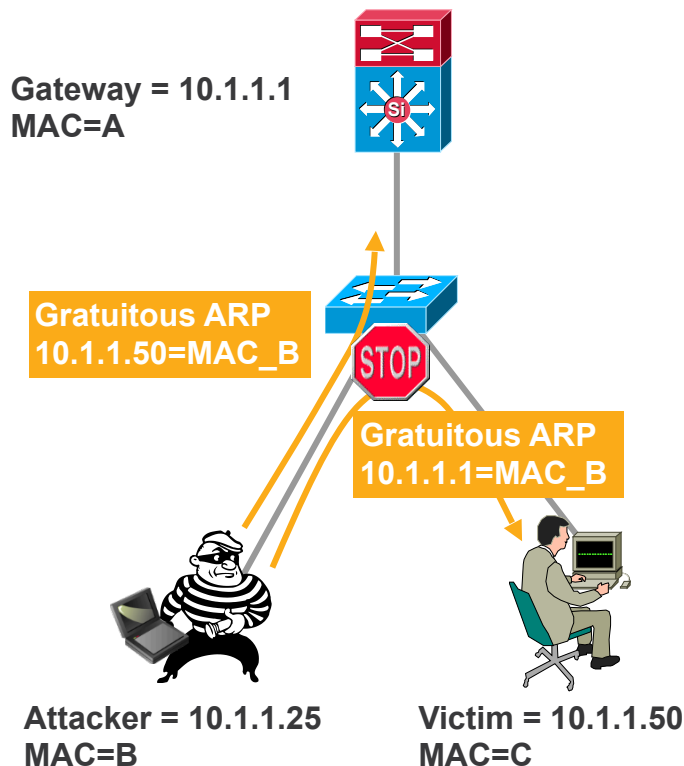 Si
Gateway = 10.1.1.1
MAC=A
Gratuitous ARP
10.1.1.50=MAC_B
STOP
Gratuitous ARP
10.1.1.1=MAC_B
Attacker = 10.1.1.25
MAC=B
Victim = 10.1.1.50
MAC=C